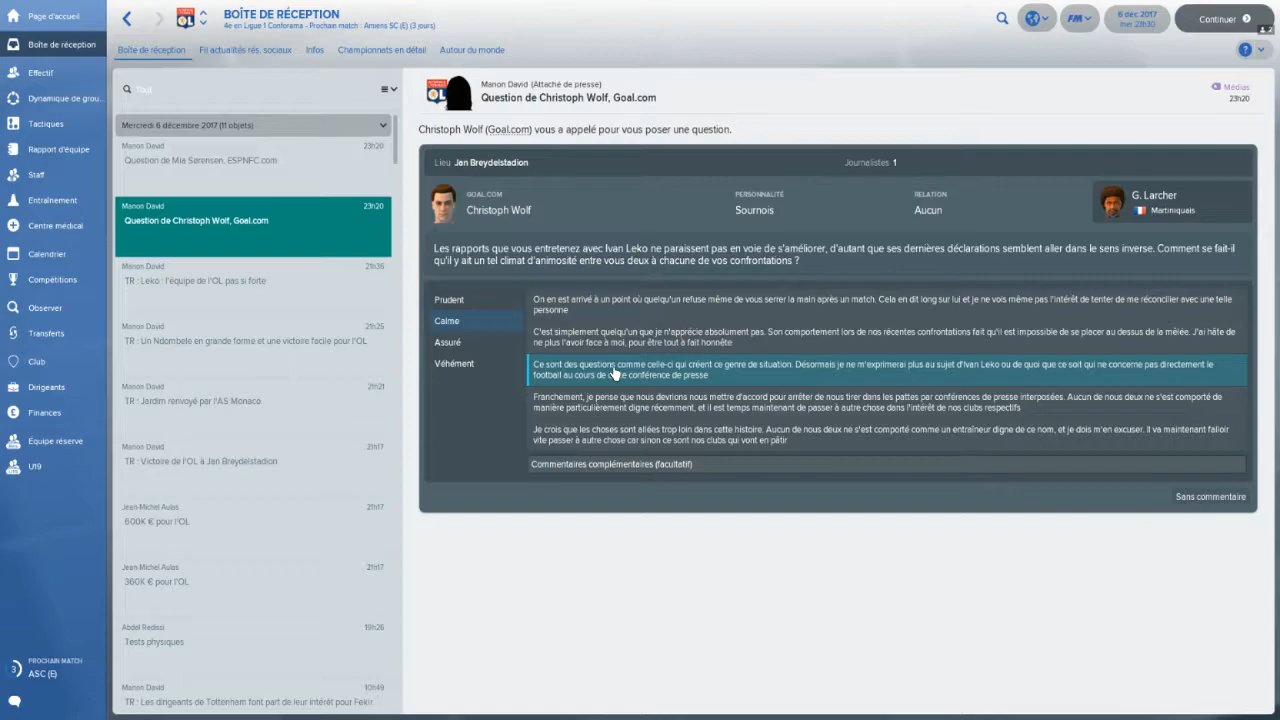 Page d'accueil
Boîte de réception
Effectif
Dynamique de grou...
Tactiques
Rapport d'équipe
Staff
Entraînement
Centre médical
Calendrier
Compétitions
Observer
Transferts
Club
Dirigeants
Finances
Équipe réserve
U19
3
PROCHAIN MATCH
ASC (E)
BOÎTE DE RÉCEPTION
4e en Ligue 1 Conforama - Prochain match : Amiens SC (E) (3 jours)
FM
6 déc 2017
mer 23h30
Continuer
2
Boîte de réception
Fil actualités rés. sociaux
Infos
Championnats en détail
Autour du monde
?
Tout
Mercredi 6 décembre 2017 (11 objets)
Manon David 23h20
Question de Mia Sørensen, ESPNFC.com
Manon David 23h20
Question de Christoph Wolf, Goal.com
Manon David 21h36
TR : Leko : l'équipe de l'OL pas si forte
Manon David 21h25
TR : Un Ndombele en grande forme et une victoire facile pour l'OL
Manon David 21h21
TR : Jardim renvoyé par l'AS Monaco
Manon David 21h17
TR : Victoire de l'OL à Jan Breydelstadion
Jean-Michel Aulas 21h17
600K € pour l'OL
Jean-Michel Aulas 21h17
360K € pour l'OL
Abdel Redissi 19h26
Tests physiques
Manon David 10h49
TR : Les dirigeants de Tottenham font part de leur intérêt pour Fekir
OL
Manon David (Attaché de presse)
Question de Christoph Wolf, Goal.com
Médias
23h20
Christoph Wolf (Goal.com) vous a appelé pour vous poser une question.
Lieu Jan Breydelstadion
Journalistes 1
GOAL.COM
Christoph Wolf
PERSONNALITÉ
Sournois
RELATION
Aucun
G. Larcher
Martiniquais
Les rapports que vous entretenez avec Ivan Leko ne paraissent pas en voie de s'améliorer, d'autant que ses dernières déclarations semblent aller dans le sens inverse. Comment se fait-il
qu'il y ait un tel climat d'animosité entre vous deux à chacune de vos confrontations ?
Prudent
Calme
Assuré
Véhément
On en est arrivé à un point où quelqu'un refuse même de vous serrer la main après un match. Cela en dit long sur lui et je ne vois même pas l'intérêt de tenter de me réconcilier avec une telle
personne
C'est simplement quelqu'un que je n'apprécie absolument pas. Son comportement lors de nos récentes confrontations fait qu'il est impossible de se placer au dessus de la mêlée. J'ai hâte de
ne plus l'avoir face à moi, pour être tout à fait honnête
Ce sont des questions comme celle-ci qui créent ce genre de situation. Désormais je ne m'exprimerai plus au sujet d'Ivan Leko ou de quoi que ce soit qui ne concerne pas directement le
football au cours de cette conférence de presse
Franchement, je pense que nous devrions nous mettre d'accord pour arrêter de nous tirer dans les pattes par conférences de presse interposées. Aucun de nous deux ne s'est comporté de
manière particulièrement digne récemment, et il est temps maintenant de passer à autre chose dans l'intérêt de nos clubs respectifs
Je crois que les choses sont allées trop loin dans cette histoire. Aucun de nous deux ne s'est comporté comme un entraîneur digne de ce nom, et je dois m'en excuser. Il va maintenant falloir
vite passer à autre chose car sinon ce sont nos clubs qui vont en pâtir
Commentaires complémentaires (facultatif)
Sans commentaire